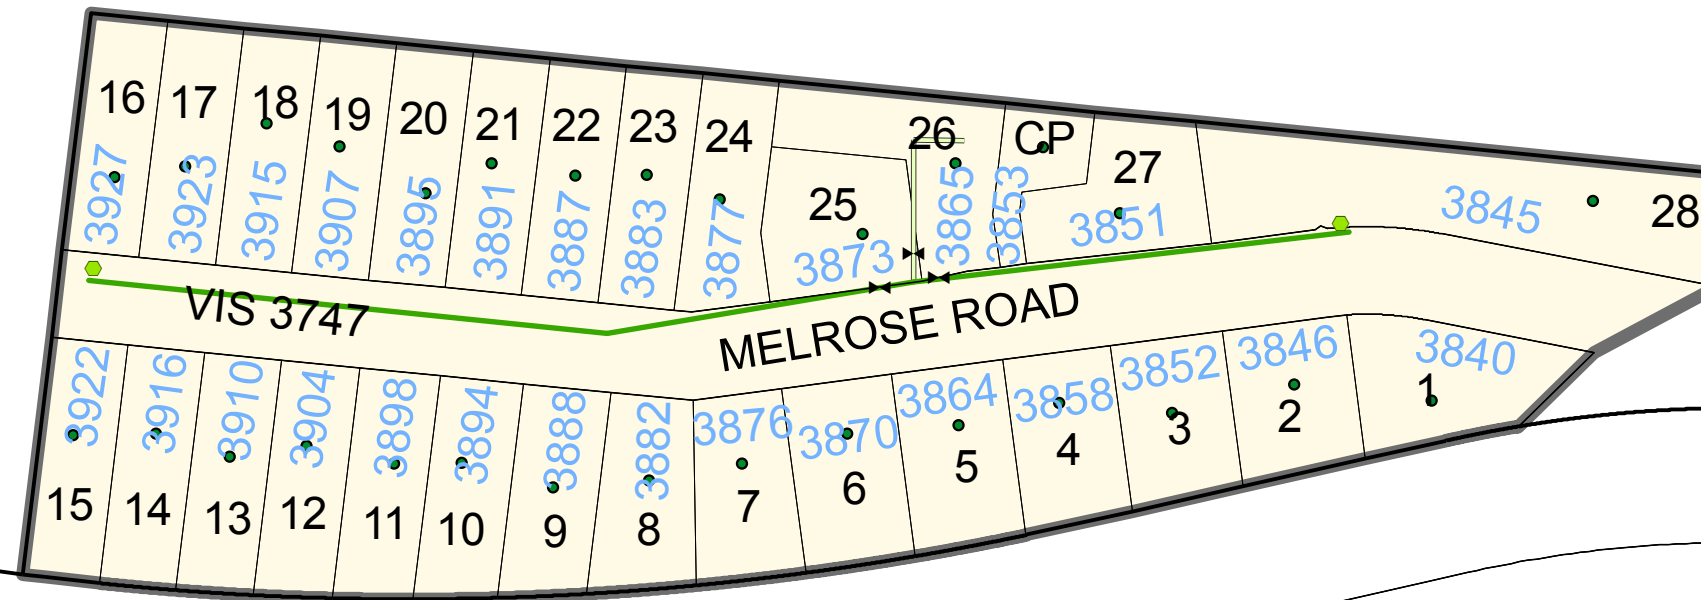 16 17 18 19 20 21 22 23 24 25 26 CP 27 28
3927 3923 3915 3907 3895 3891 3887 3883 3877 3873 3865 3853 3851 3845
VIS 3747
MELROSE ROAD
3922 3916 3910 3904 3898 3894 3888 3882 3876 3870 3864 3858 3852 3846 3840
15 14 13 12 11 10 9 8 7 6 5 4 3 2 1